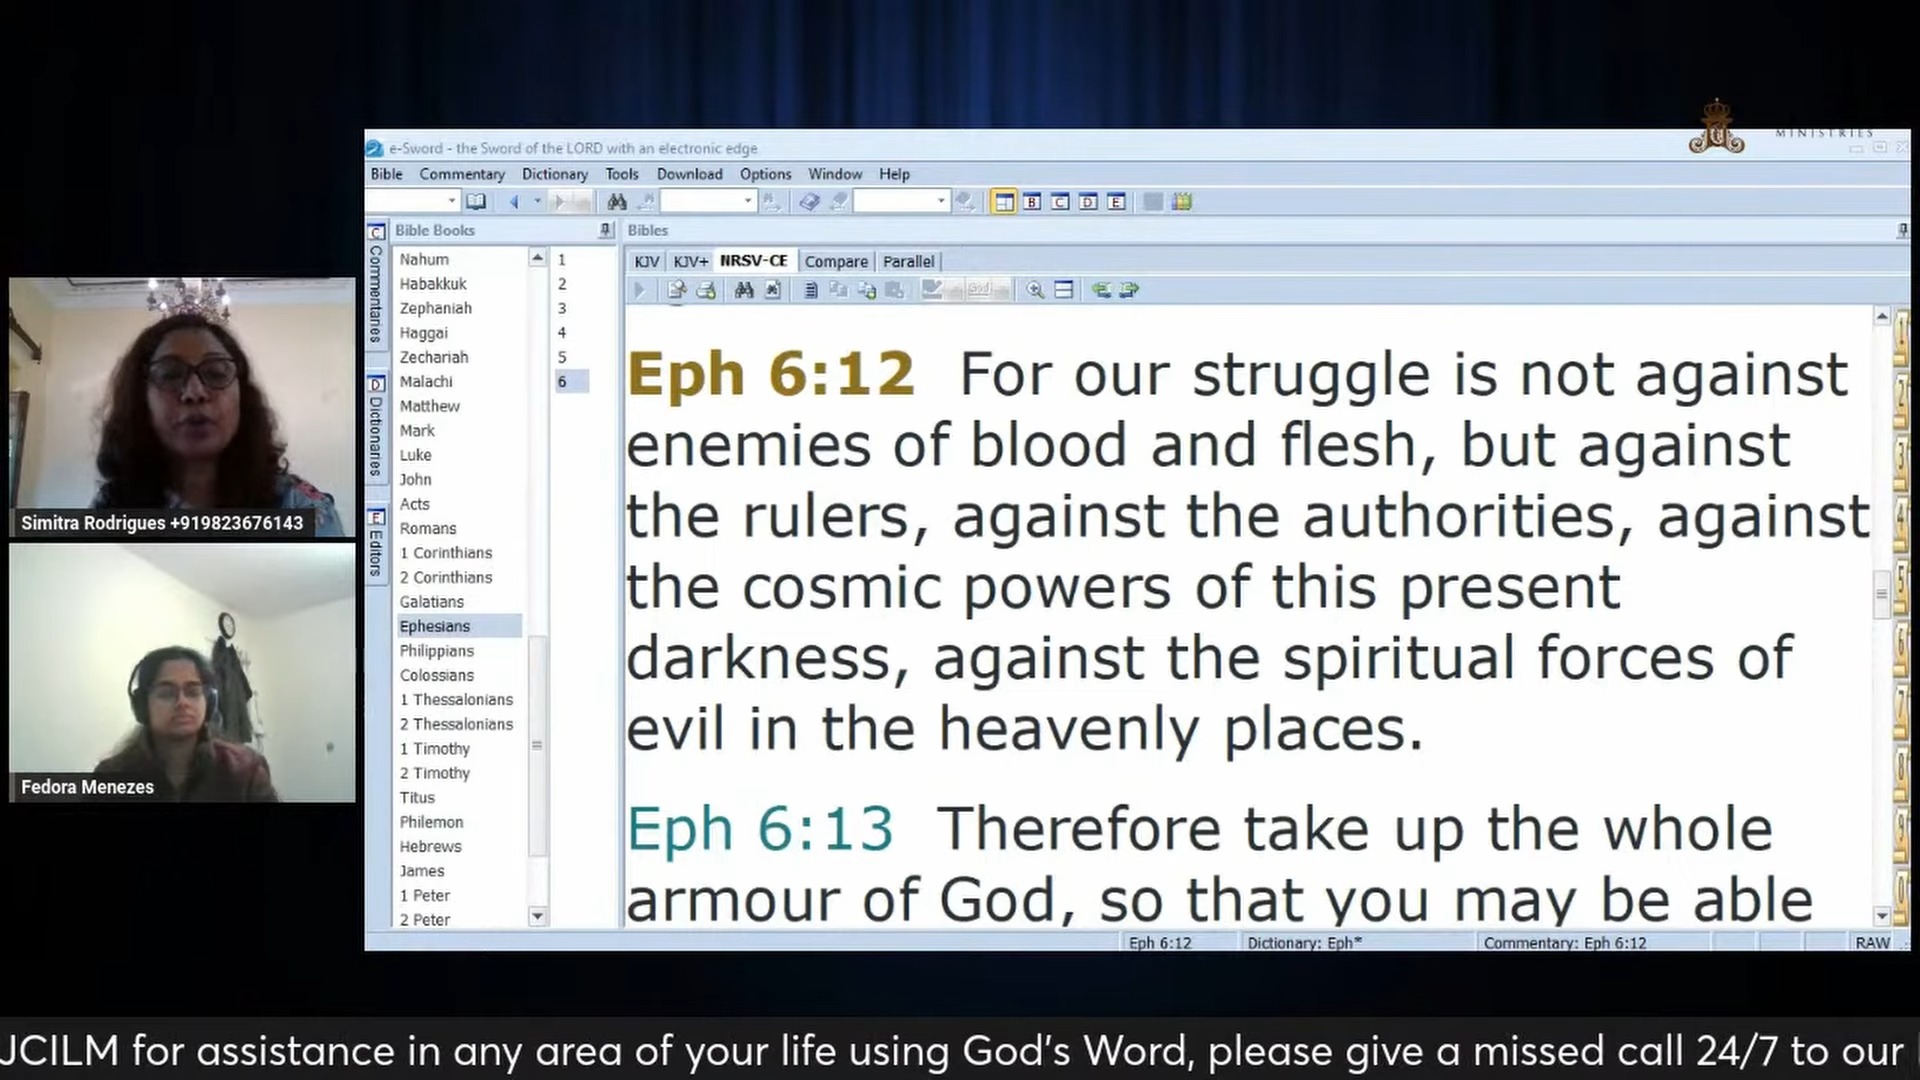 MINISTRIES
e-Sword - the Sword of the LORD with an electronic edge
Bible Commentary Dictionary Tools Download Options Window Help
B C D E
Bible Books
Bibles
C Commentaries
D Dictionaries
E Editors
Nahum
Habakkuk
Zephaniah
Haggai
Zechariah
Malachi
Matthew
Mark
Luke
John
Acts
Romans
1 Corinthians
2 Corinthians
Galatians
Ephesians
Philippians
Colossians
1 Thessalonians
2 Thessalonians
1 Timothy
2 Timothy
Titus
Philemon
Hebrews
James
1 Peter
2 Peter
1
2
3
4
5
6
KJV KJV+ NRSV-CE Compare Parallel
Eph 6:12 For our struggle is not against
enemies of blood and flesh, but against
the rulers, against the authorities, against
the cosmic powers of this present
darkness, against the spiritual forces of
evil in the heavenly places.
Eph 6:13 Therefore take up the whole
armour of God, so that you may be able
Eph 6:12 Dictionary: Eph* Commentary: Eph 6:12 RAW
Simitra Rodrigues +919823676143
Fedora Menezes
JCILM for assistance in any area of your life using God's Word, please give a missed call 24/7 to our